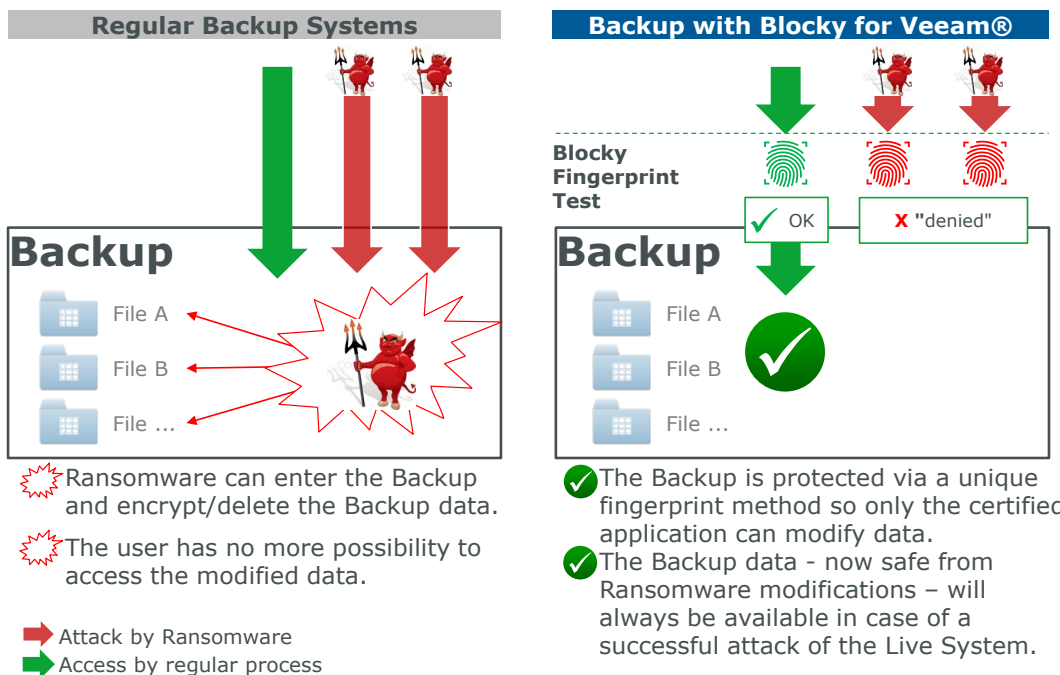 Regular Backup Systems
Backup
File A
File B
File ...
Ransomware can enter the Backup
and encrypt/delete the Backup data.
The user has no more possibility to
access the modified data.
Attack by Ransomware
Access by regular process
Backup with Blocky for Veeam®
Blocky
Fingerprint
Test
OK
X "denied"
Backup
File A
File B
File ...
The Backup is protected via a unique
fingerprint method so only the certified
application can modify data.
The Backup data - now safe from
Ransomware modifications – will
always be available in case of a
successful attack of the Live System.